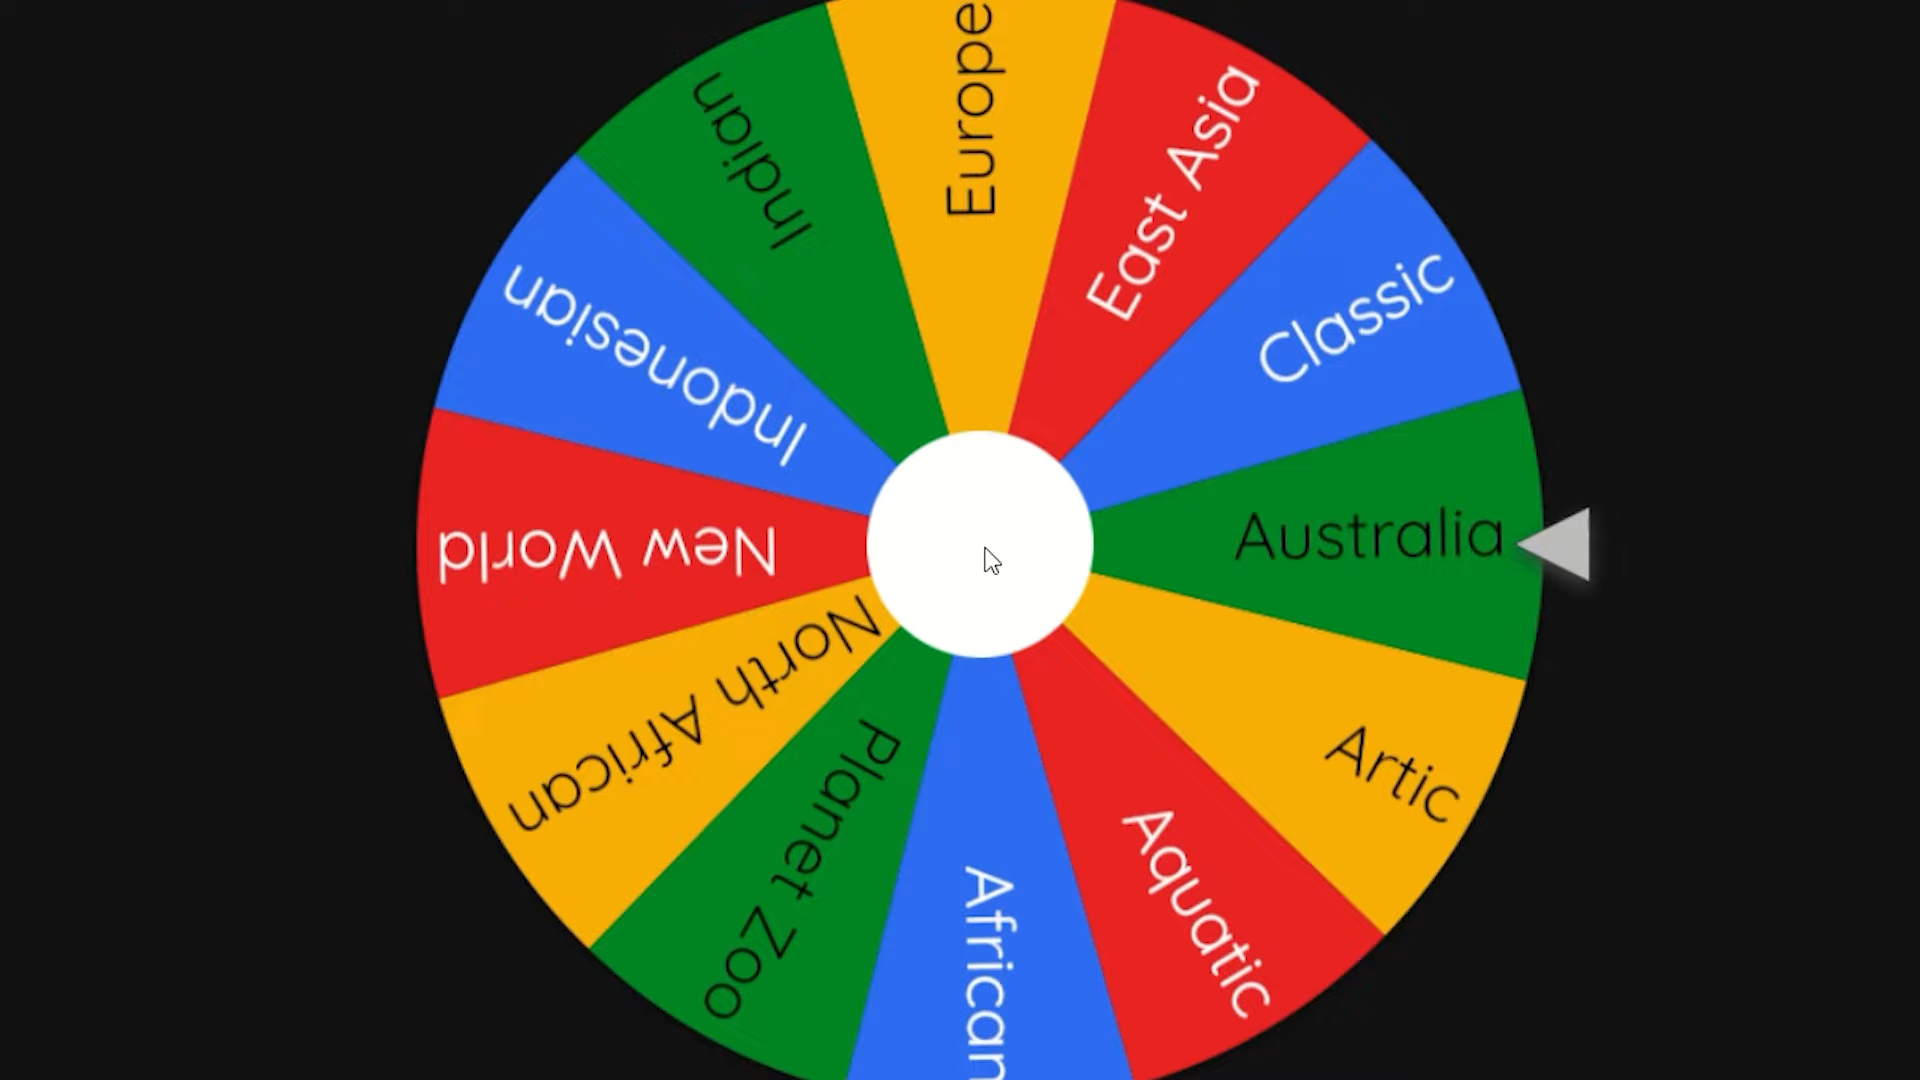 Europe
East Asia
Classic
Australia
Artic
Aquatic
African
Planet Zoo
North African
New World
Indonesian
Indian